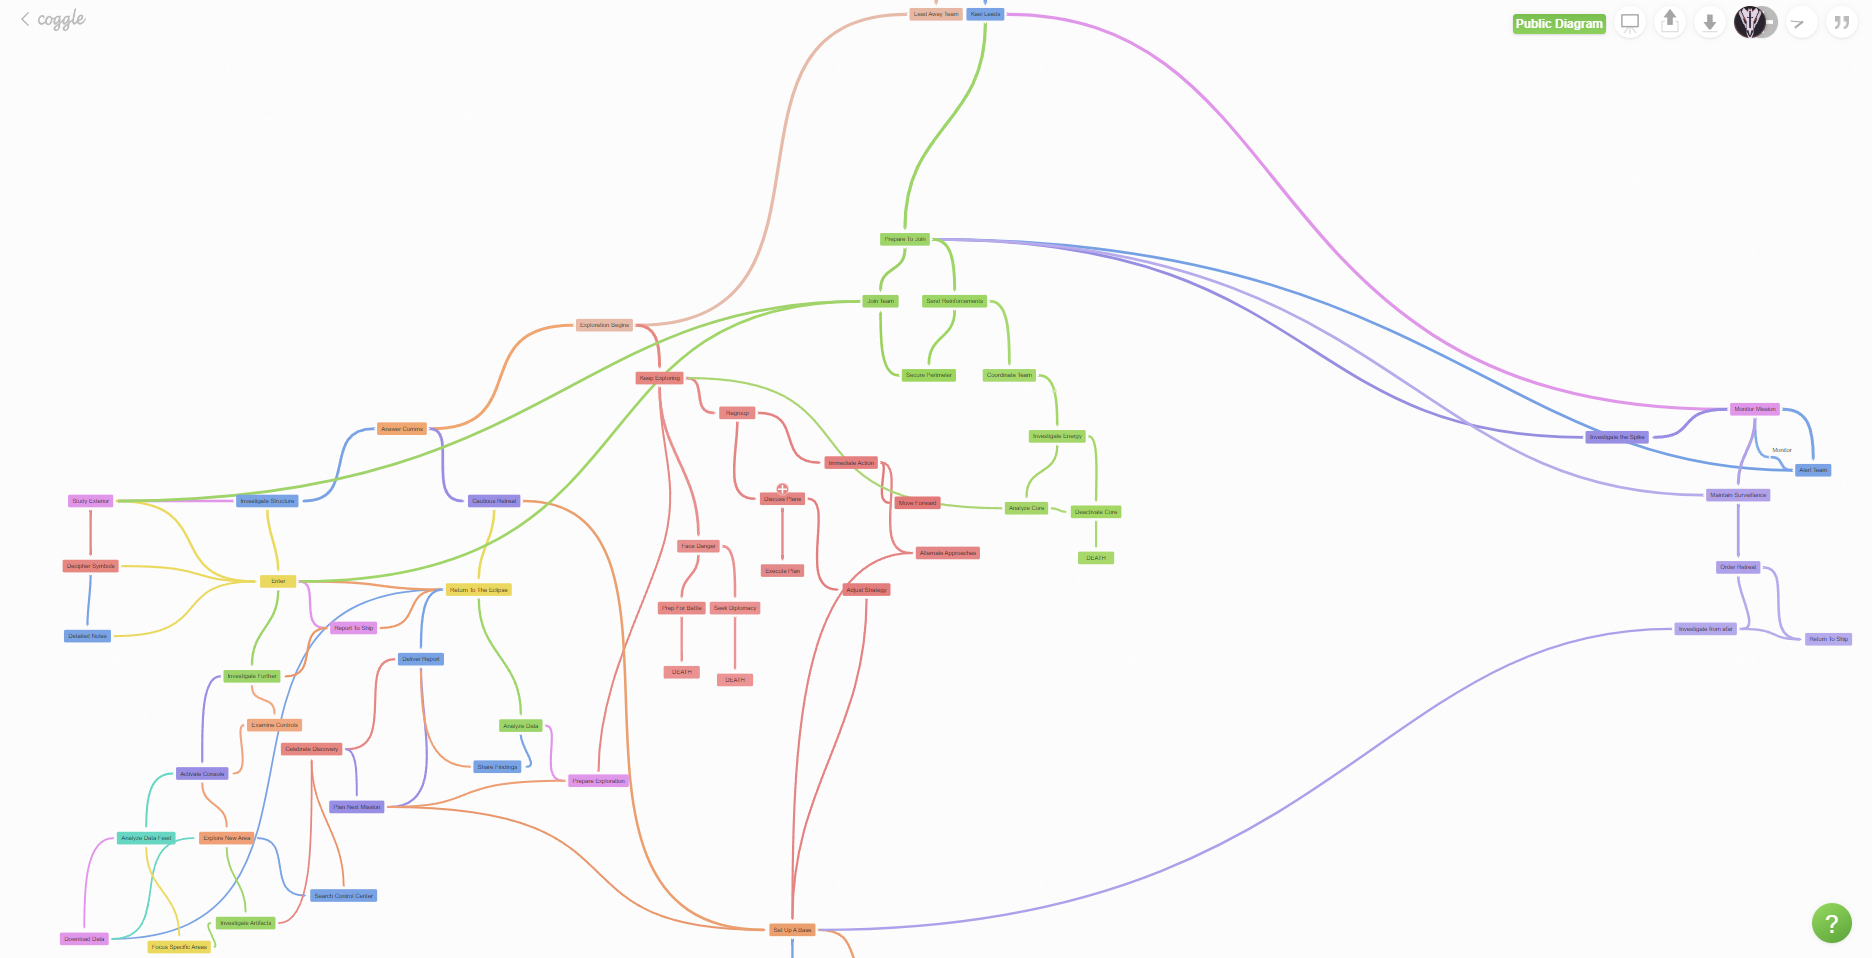 coggle
Public Diagram
Lead Away Team
Keel Leeds
Prepare To Join
Join Team
Send Reinforcements
Exploration Begins
Secure Perimeter
Coordinate Team
Keep Exploring
Monitor Mission
Regroup
Answer Comms
Investigate Energy
Investigate the Spike
Monitor
Immediate Action
Alert Team
Study Exterior
Investigate Structure
Cautious Retreat
Discuss Plans
Move Forward
Analyze Core
Deactivate Core
Maintain Surveillance
Face Danger
Alternate Approaches
DEATH
Decipher Symbols
Execute Plan
Order Retreat
Enter
Return To The Eclipse
Adjust Strategy
Prep For Battle
Seek Diplomacy
Detailed Notes
Report To Ship
Investigate from afar
Return To Ship
Deliver Report
Investigate Further
DEATH
DEATH
Examine Controls
Analyze Data
Celebrate Discovery
Share Findings
Activate Console
Prepare Exploration
Plan Next Mission
Analyze Data Feed
Explore New Area
Search Control Center
Investigate Artifacts
Set Up A Base
Download Data
Focus Specific Areas
?